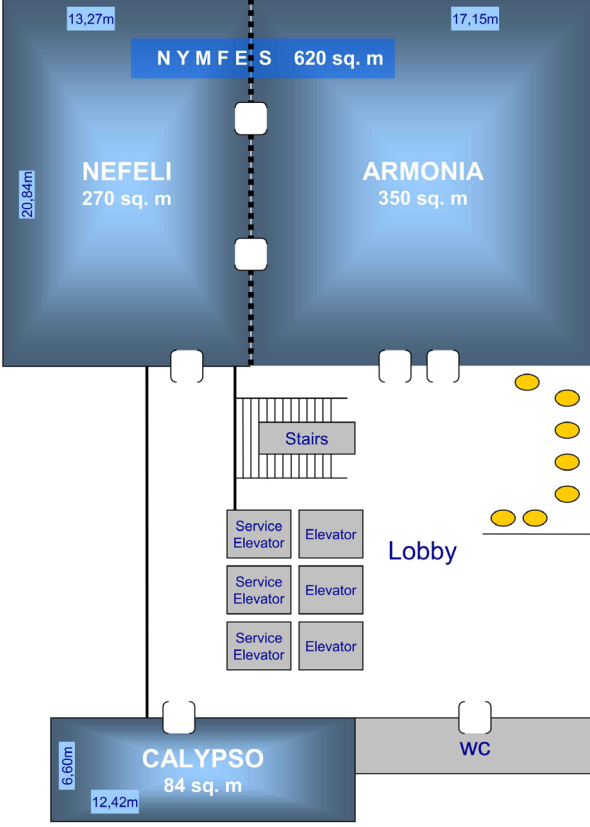 13,27m
17,15m
NYMFES 620 sq. m
NEFELI
270 sq. m
ARMONIA
350 sq. m
20,84m
Stairs
Service
Elevator
Elevator
Service
Elevator
Elevator
Service
Elevator
Elevator
Lobby
CALYPSO
84 sq. m
6,60m
12,42m
WC